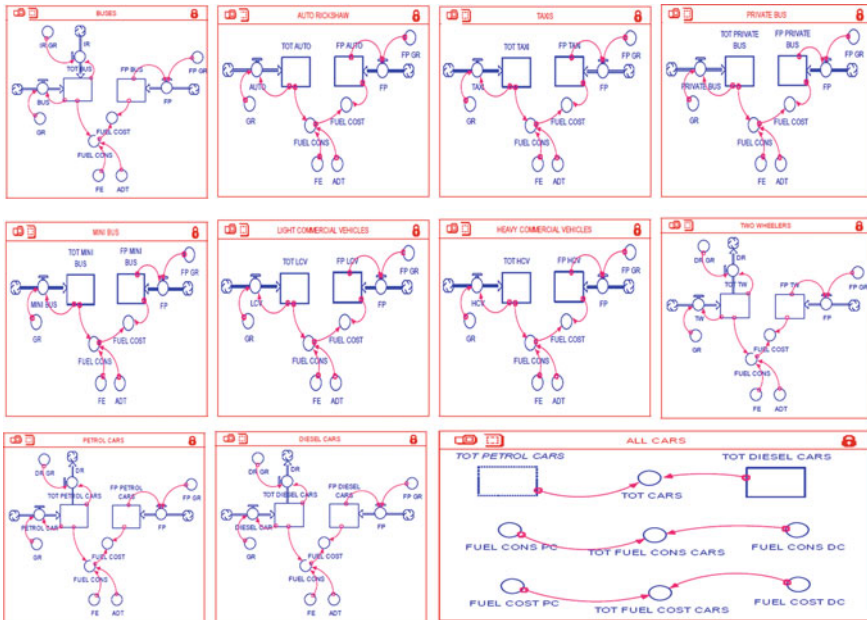 BUSES
IR GR
IR
TOT BUS
FP BUS
FP GR
BUS
FP
GR
FUEL COST
FUEL CONS
FE
ADT
AUTO RICKSHAW
TOT AUTO
FP AUTO
FP GR
AUTO
FP
GR
FUEL COST
FUEL CONS
FE
ADT
TAXIS
TOT TAXI
FP TAXI
FP GR
TAXI
FP
GR
FUEL COST
FUEL CONS
FE
ADT
PRIVATE BUS
TOT PRIVATE
BUS
FP PRIVATE
BUS
FP GR
PRIVATE BUS
FP
GR
FUEL COST
FUEL CONS
FE
ADT
MINI BUS
TOT MINI
BUS
FP MINI
BUS
FP GR
MINI BUS
FP
GR
FUEL COST
FUEL CONS
FE
ADT
LIGHT COMMERCIAL VEHICLES
TOT LCV
FP LCV
FP GR
LCV
FP
GR
FUEL COST
FUEL CONS
FE
ADT
HEAVY COMMERCIAL VEHICLES
TOT HCV
FP HCV
FP GR
HCV
FP
GR
FUEL COST
FUEL CONS
FE
ADT
TWO WHEELERS
DR GR
DR
TOT TW
FP TW
FP GR
TW
FP
GR
FUEL COST
FUEL CONS
FE
ADT
PETROL CARS
DR GR
DR
TOT PETROL CARS
FP PETROL
CARS
FP GR
PETROL CAR
FP
GR
FUEL COST
FUEL CONS
FE
ADT
DIESEL CARS
DR GR
DR
TOT DIESEL CARS
FP DIESEL
CARS
FP GR
DIESEL CAR
FP
GR
FUEL COST
FUEL CONS
FE
ADT
ALL CARS
TOT PETROL CARS
TOT DIESEL CARS
TOT CARS
FUEL CONS PC
TOT FUEL CONS CARS
FUEL CONS DC
FUEL COST PC
TOT FUEL COST CARS
FUEL COST DC